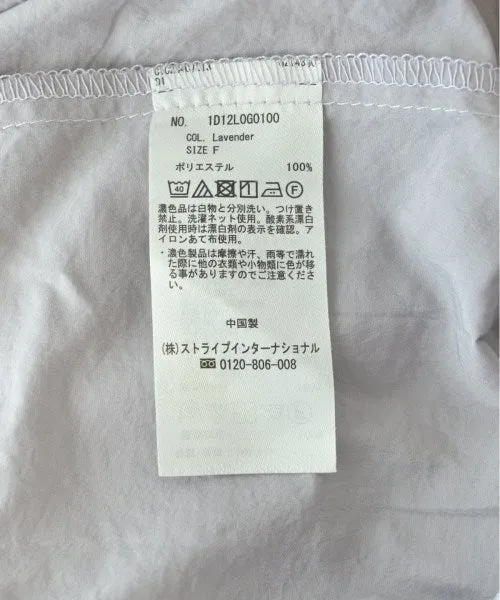 NO. 1D12L0G0100
COL. Lavender
SIZE F
ポリエステル 100%
40 F
濃色品は白物と分別洗い。つけ置き
禁止。洗濯ネット使用。酸素系漂白
剤使用時は漂白剤の表示を確認。ア
イロンあて布使用。
・濃色製品は摩擦や汗、雨等で濡れ
た際に他の衣類や小物類に色が移
る事がありますのでご注意くださ
い。
中国製
(株)ストライプインターナショナル
0120-806-008